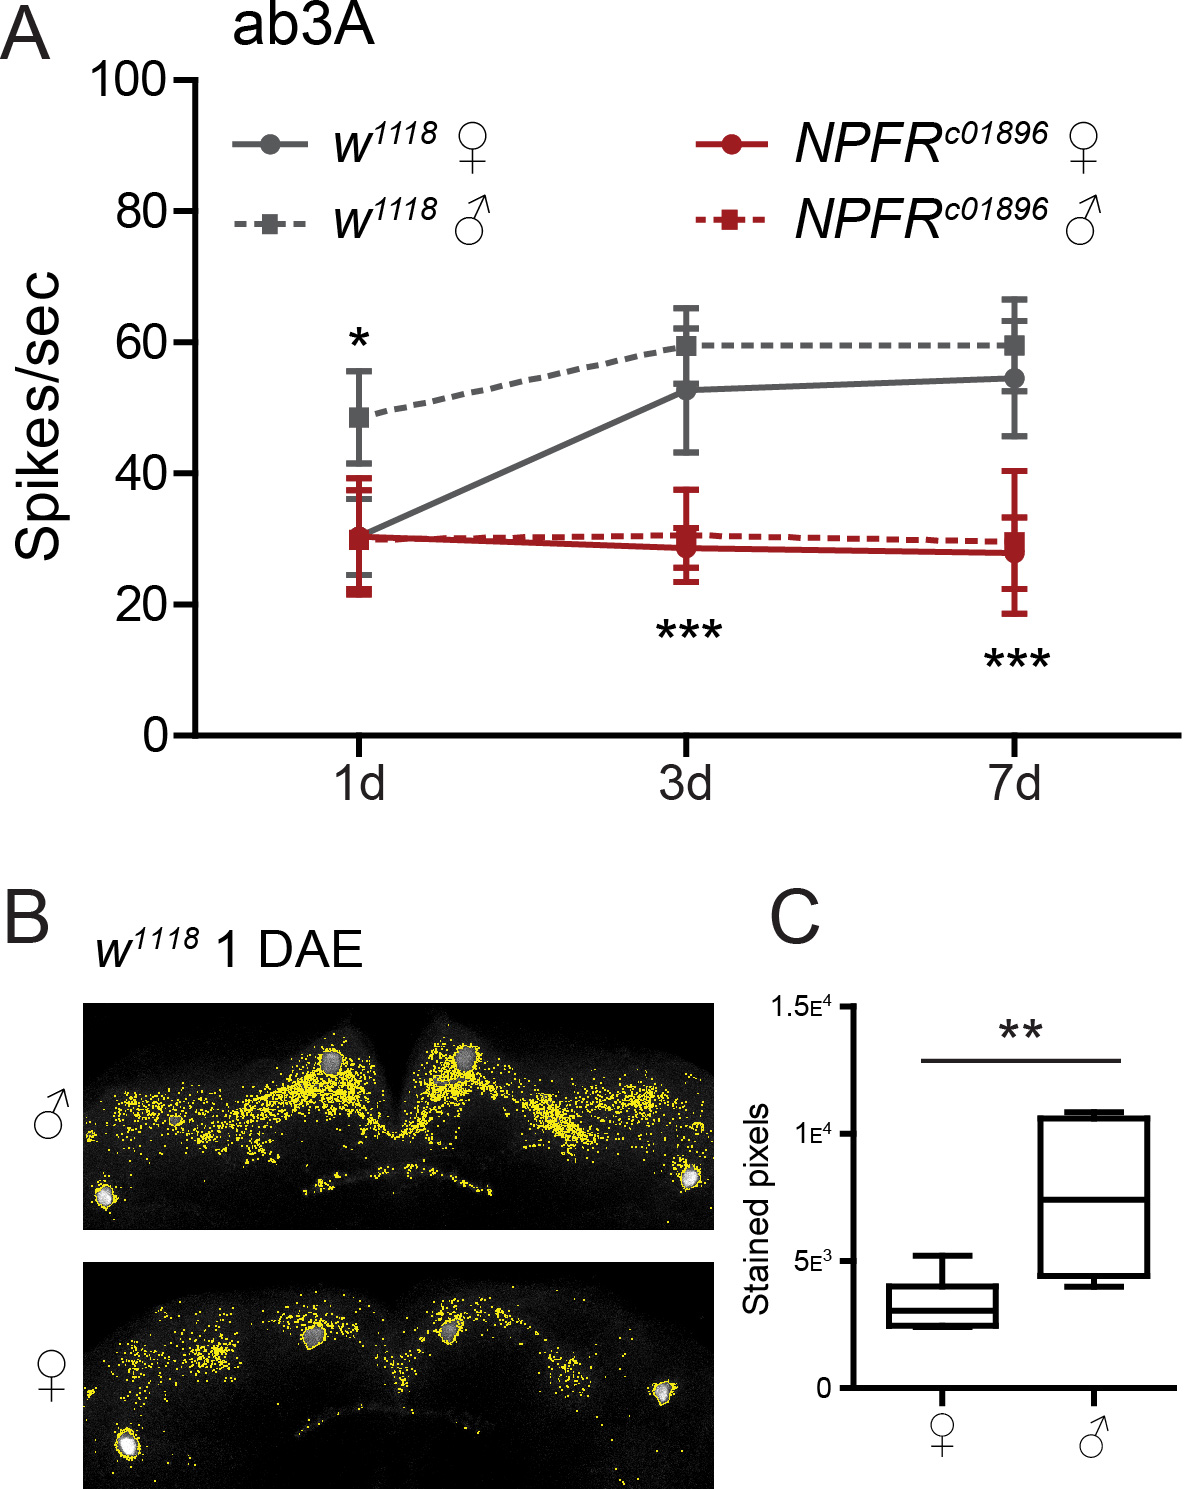 A
ab3A
100
w1118 ♀ NPFRc01896 ♀
80
w1118 ♂ NPFRc01896 ♂
Spikes/sec
60
*
40
20
***
***
0
1d 3d 7d
B
w1118 1 DAE
♂
♀
C
1.5E4
**
1E4
Stained pixels
5E3
0
♀ ♂